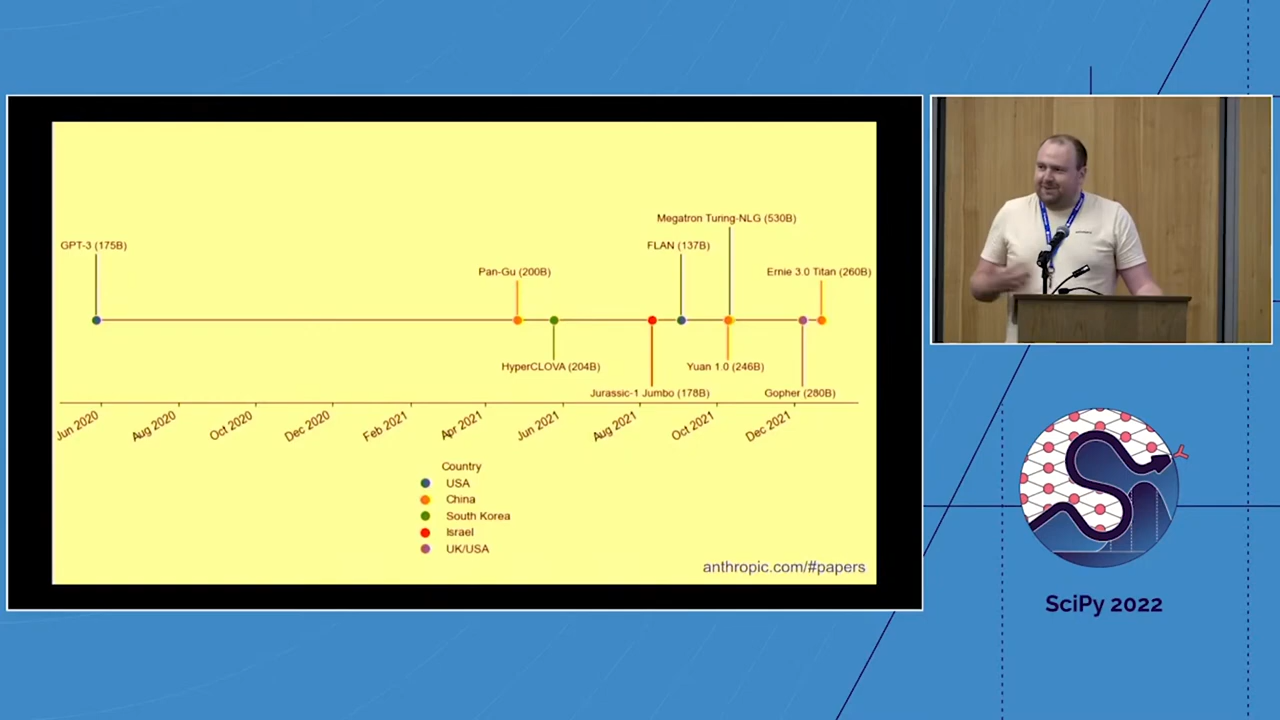 Megatron Turing-NLG (530B)
GPT-3 (175B)
FLAN (137B)
Pan-Gu (200B)
Ernie 3.0 Titan (260B)
HyperCLOVA (204B)
Yuan 1.0 (246B)
Jurassic-1 Jumbo (178B)
Gopher (280B)
Jun 2020
Aug 2020
Oct 2020
Dec 2020
Feb 2021
Apr 2021
Jun 2021
Aug 2021
Oct 2021
Dec 2021
Country
USA
China
South Korea
Israel
UK/USA
anthropic.com/#papers
SciPy 2022